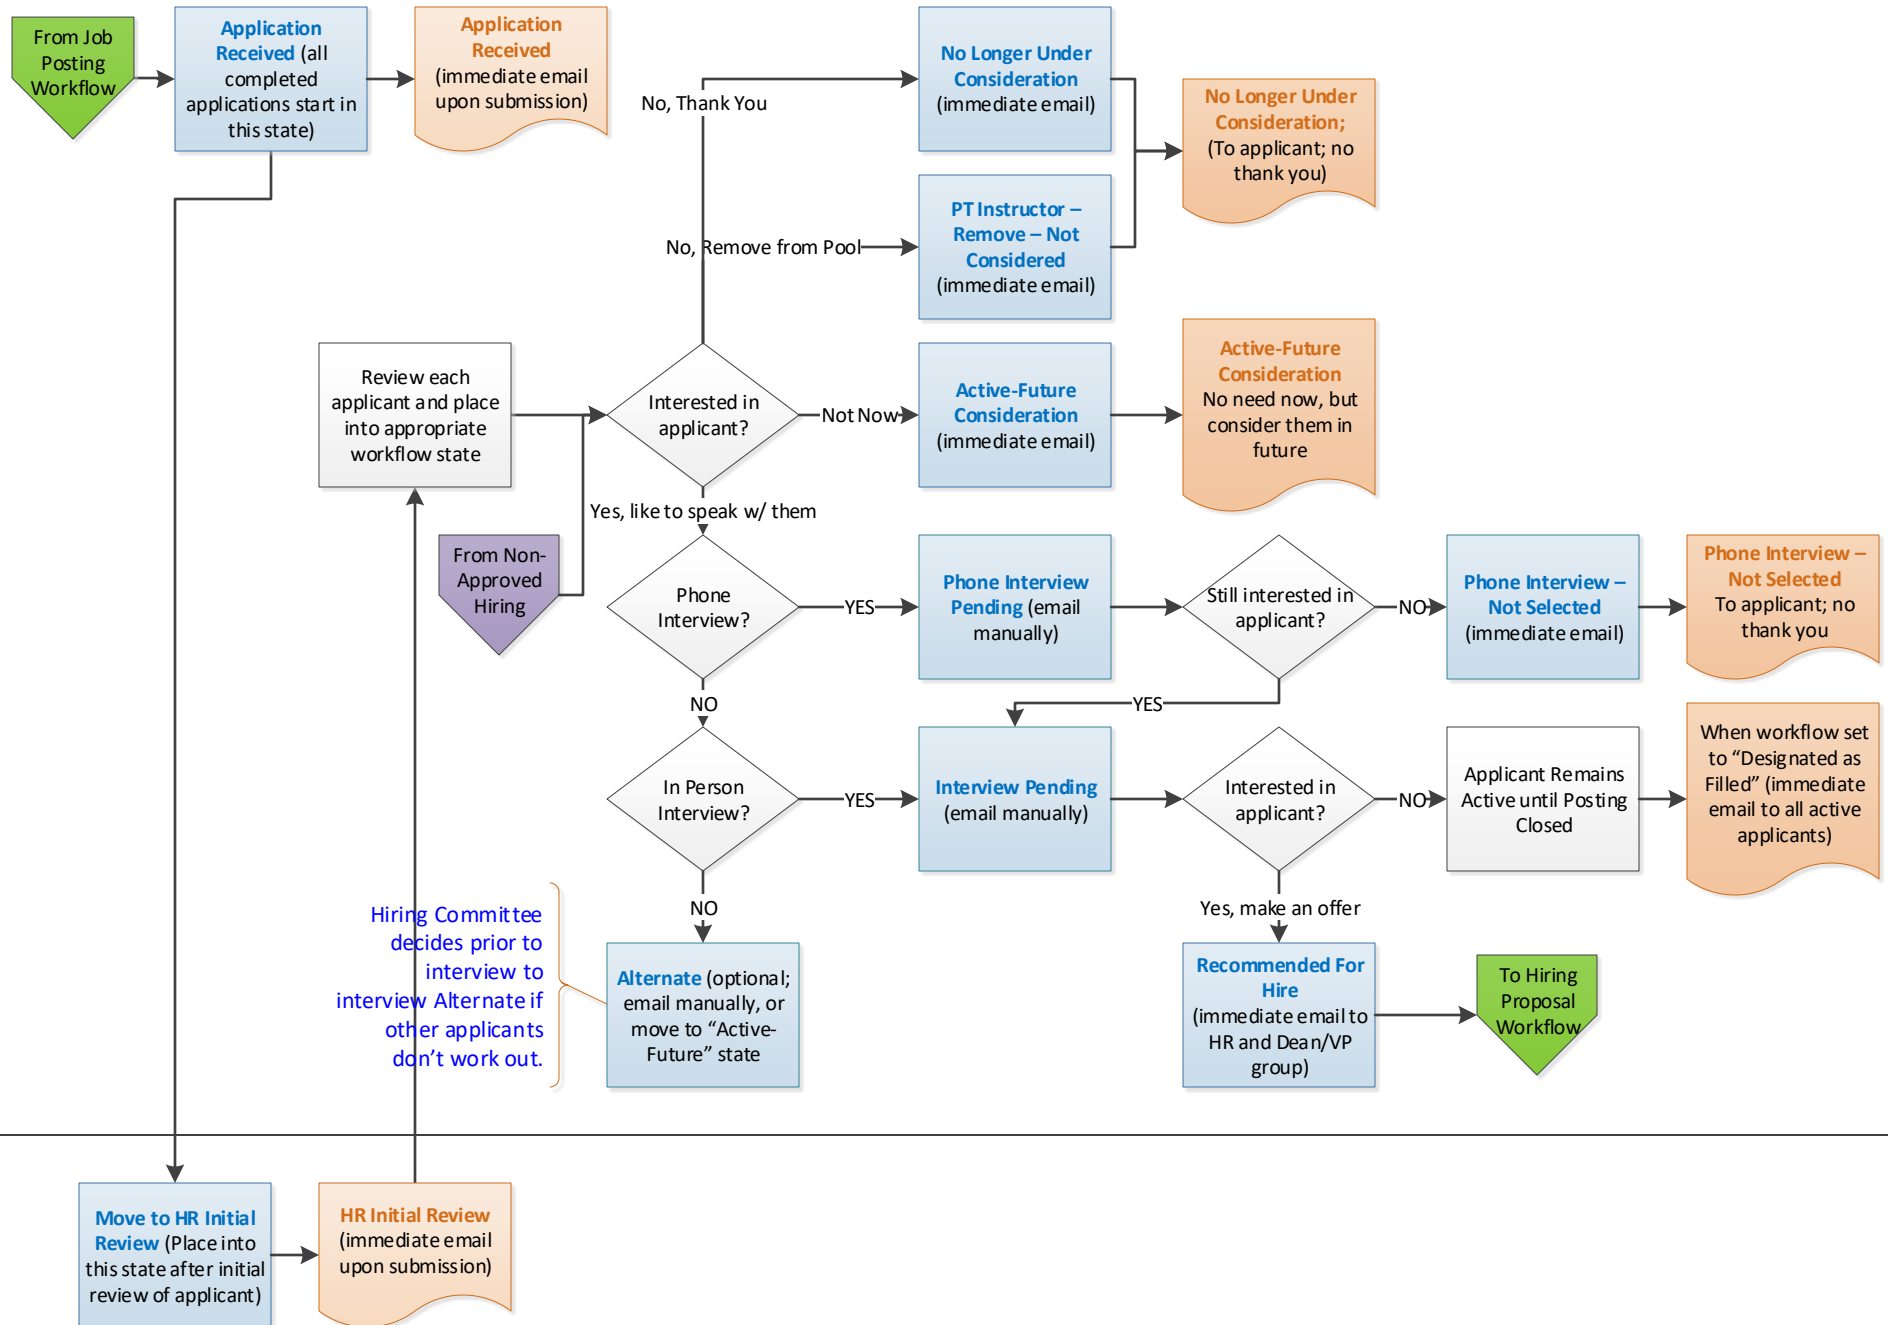 From Job
Posting
Workflow
Application
Received (all
completed
applications start in
this state)
Application
Received
(immediate email
upon submission)
No, Thank You
No Longer Under
Consideration
(immediate email)
No Longer Under
Consideration;
(To applicant; no
thank you)
No, Remove from Pool
PT Instructor –
Remove – Not
Considered
(immediate email)
Review each
applicant and place
into appropriate
workflow state
Interested in
applicant?
Not Now
Active-Future
Consideration
(immediate email)
Active-Future
Consideration
No need now, but
consider them in
future
Yes, like to speak w/ them
From Non-
Approved
Hiring
Phone
Interview?
YES
Phone Interview
Pending (email
manually)
Still interested in
applicant?
NO
Phone Interview –
Not Selected
(immediate email)
Phone Interview –
Not Selected
To applicant; no
thank you
NO
YES
In Person
Interview?
YES
Interview Pending
(email manually)
Interested in
applicant?
NO
Applicant Remains
Active until Posting
Closed
When workflow set
to “Designated as
Filled” (immediate
email to all active
applicants)
NO
Yes, make an offer
Hiring Committee
decides prior to
interview to
interview Alternate if
other applicants
don’t work out.
Alternate (optional;
email manually, or
move to “Active-
Future” state
Recommended For
Hire
(immediate email to
HR and Dean/VP
group)
To Hiring
Proposal
Workflow
Move to HR Initial
Review (Place into
this state after initial
review of applicant)
HR Initial Review
(immediate email
upon submission)